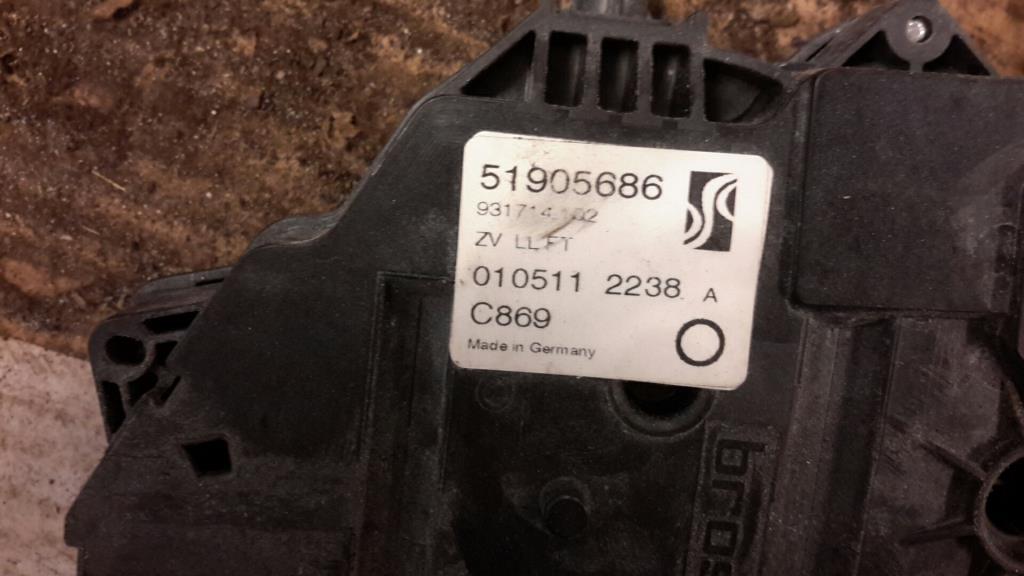 51905686
ZV LL FT
010511 2238 A
C869
Made in Germany
bros